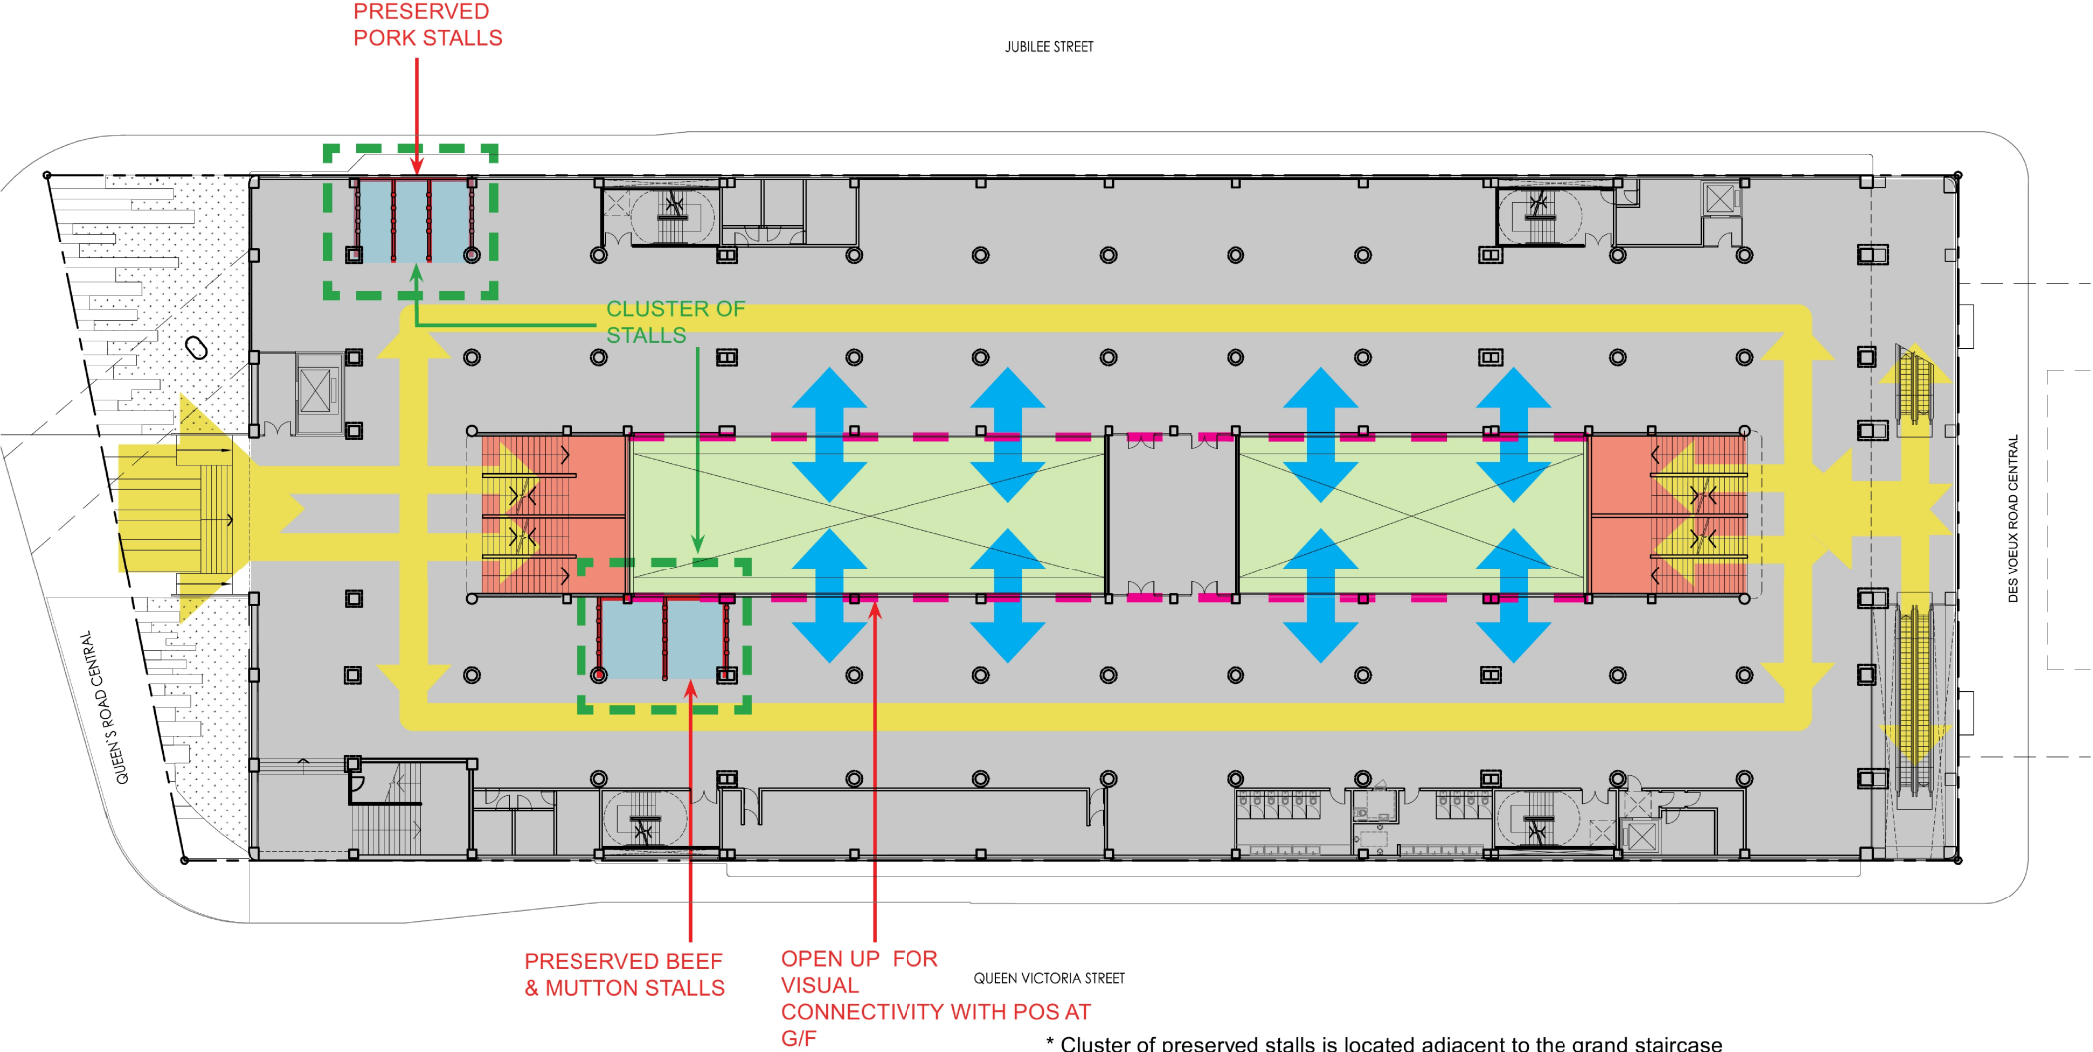 PRESERVED
PORK STALLS
JUBILEE STREET
CLUSTER OF
STALLS
DES VOEUX ROAD CENTRAL
QUEEN'S ROAD CENTRAL
PRESERVED BEEF
& MUTTON STALLS
OPEN UP FOR
VISUAL
CONNECTIVITY WITH POS AT
G/F
QUEEN VICTORIA STREET
* Cluster of preserved stalls is located adjacent to the grand staircase